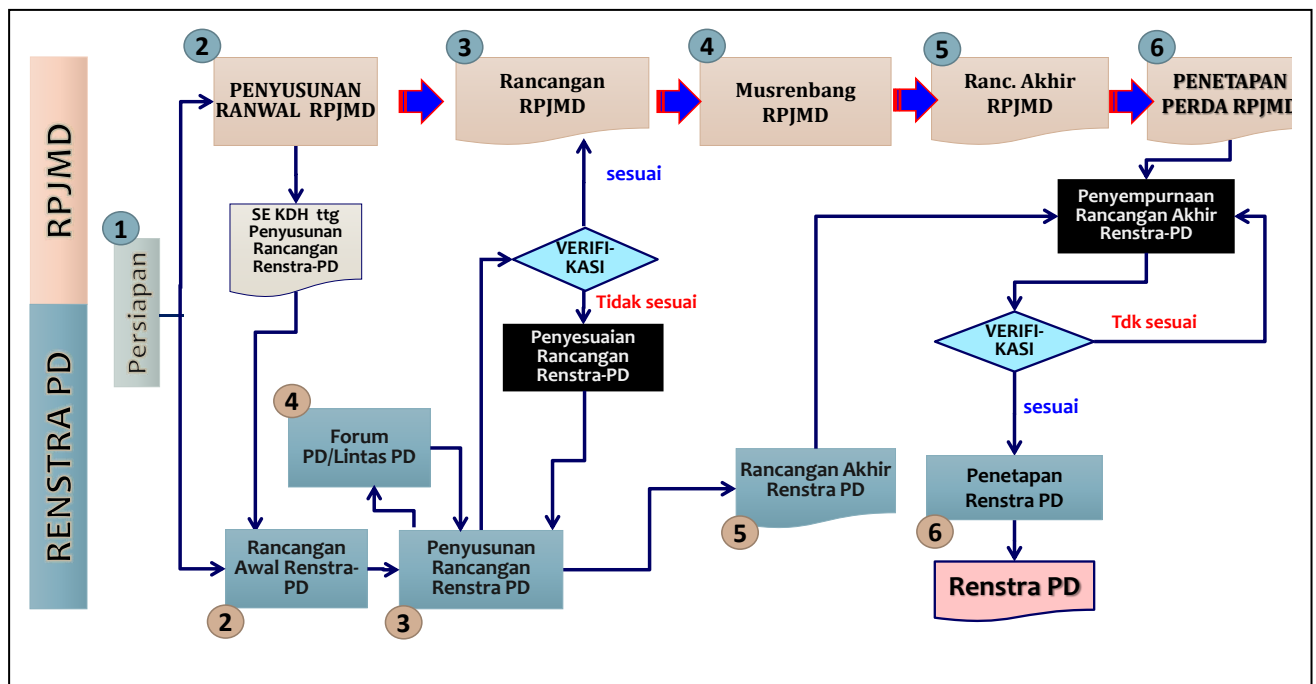 RPJMD
RENSTRA PD
1
Persiapan
2
PENYUSUNAN
RANWAL RPJMD
3
Rancangan
RPJMD
4
Musrenbang
RPJMD
5
Ranc. Akhir
RPJMD
6
PENETAPAN
PERDA RPJMD
SE KDH ttg
Penyusunan
Rancangan
Renstra-PD
sesuai
VERIFI-
KASI
Tidak sesuai
Penyesuaian
Rancangan
Renstra-PD
Penyempurnaan
Rancangan Akhir
Renstra-PD
VERIFI-
KASI
Tdk sesuai
sesuai
4
Forum
PD/Lintas PD
Rancangan Akhir
Renstra PD
5
Penetapan
Renstra PD
6
Rancangan
Awal Renstra-
PD
2
Penyusunan
Rancangan
Renstra PD
3
Renstra PD